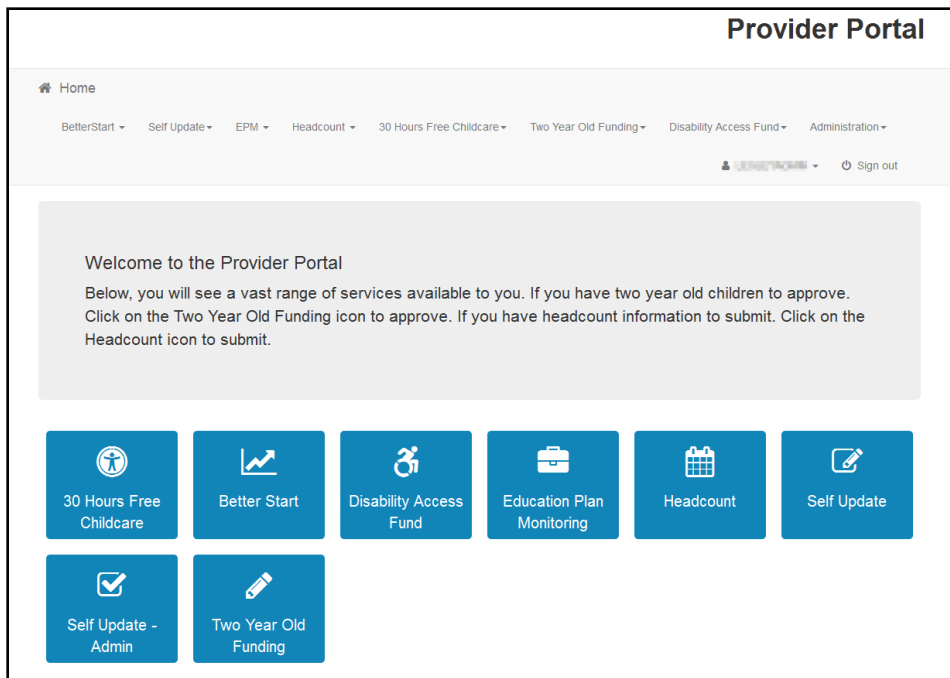 Provider Portal
Home
BetterStart Self Update EPM Headcount 30 Hours Free Childcare Two Year Old Funding Disability Access Fund Administration
Sign out
Welcome to the Provider Portal
Below, you will see a vast range of services available to you. If you have two year old children to approve.
Click on the Two Year Old Funding icon to approve. If you have headcount information to submit. Click on the
Headcount icon to submit.
30 Hours Free
Childcare
Better Start
Disability Access
Fund
Education Plan
Monitoring
Headcount
Self Update
Self Update -
Admin
Two Year Old
Funding